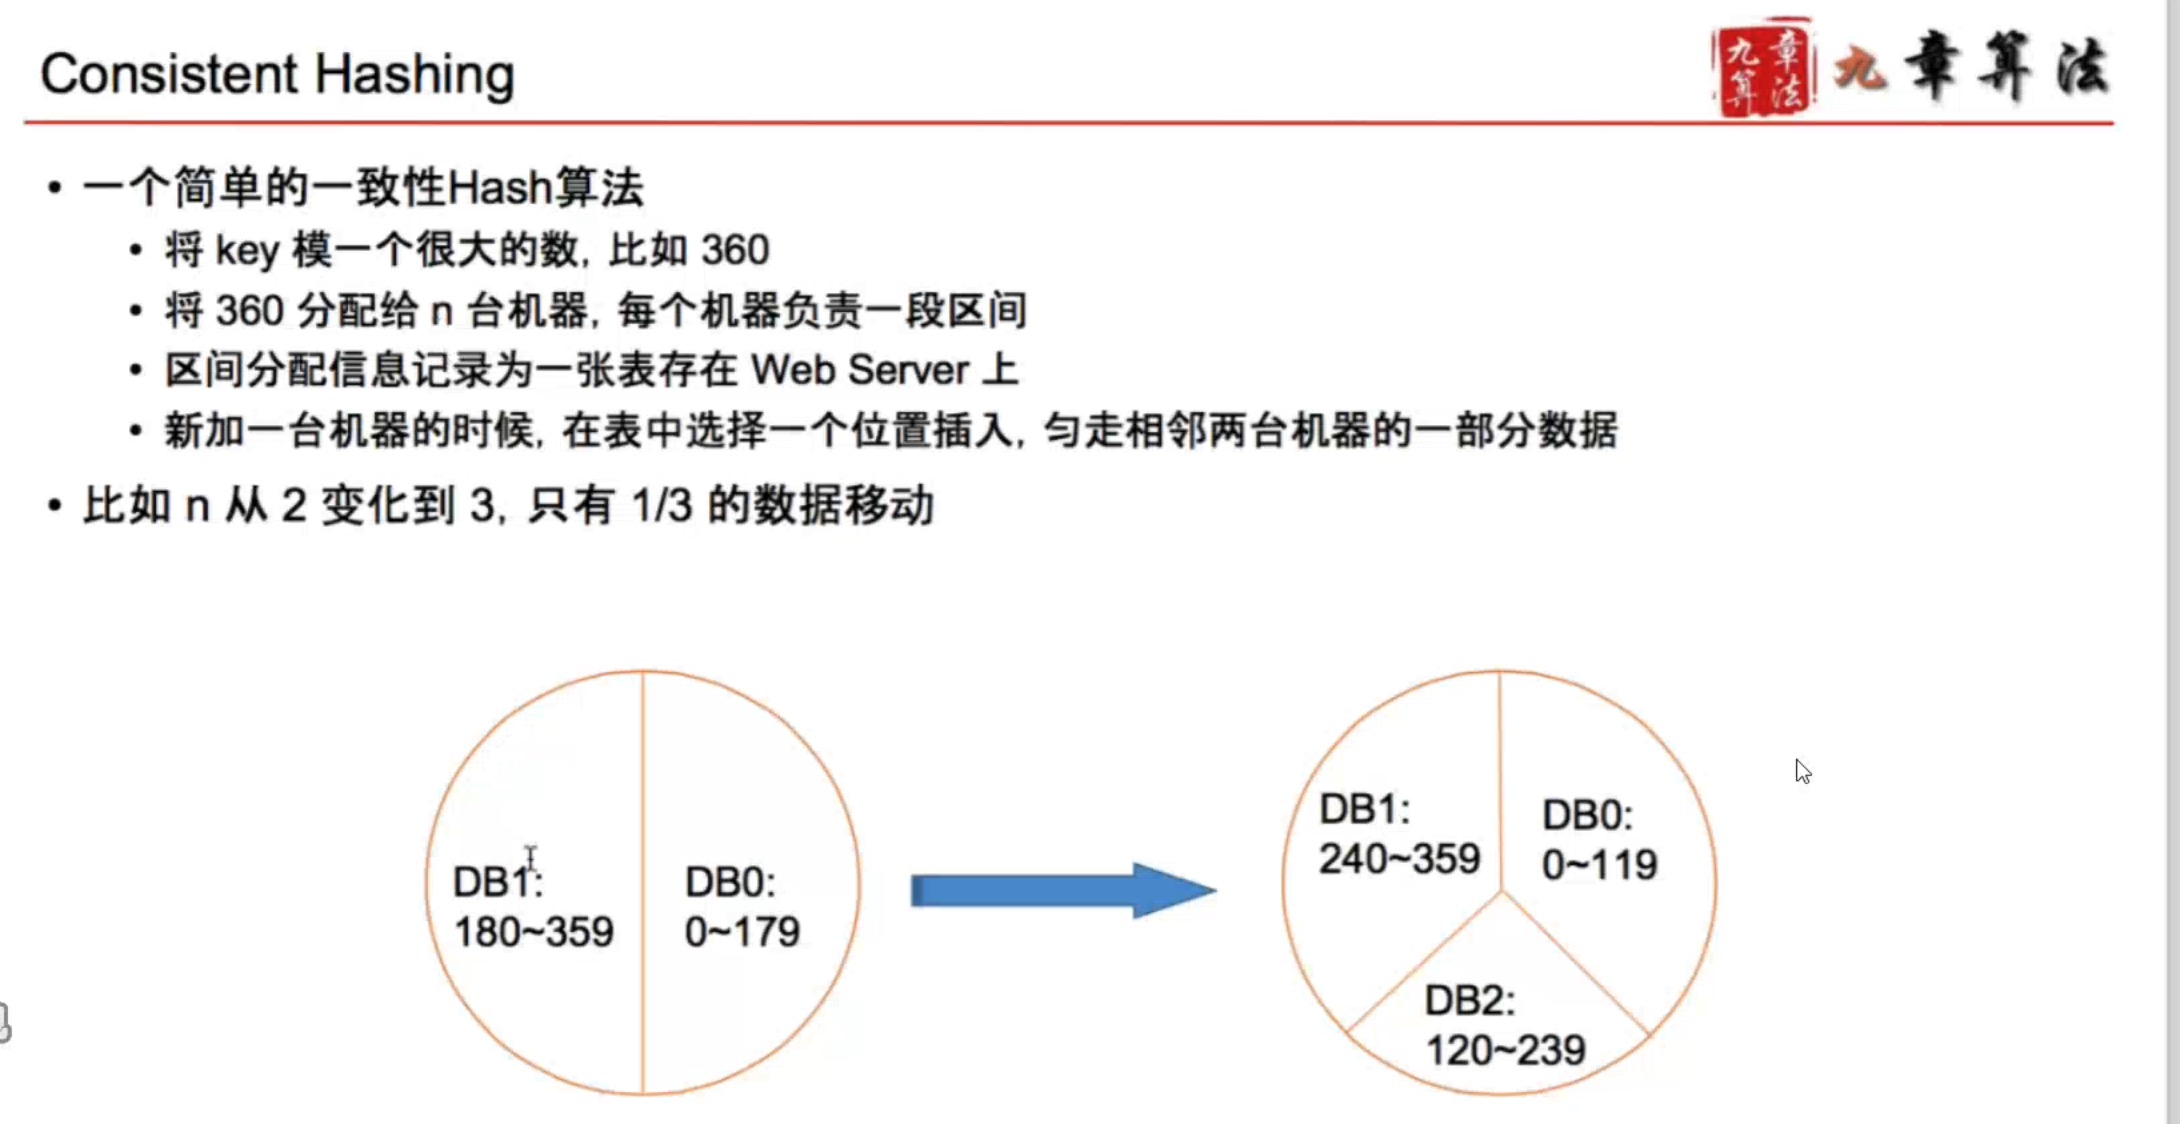 Consistent Hashing
九章算法
九章算法
• 一个简单的一致性Hash算法
• 将 key 模一个很大的数, 比如 360
• 将 360 分配给 n 台机器, 每个机器负责一段区间
• 区间分配信息记录为一张表存在 Web Server 上
• 新加一台机器的时候, 在表中选择一个位置插入, 匀走相邻两台机器的一部分数据
• 比如 n 从 2 变化到 3, 只有 1/3 的数据移动
DB1:
180~359
DB0:
0~179
DB1:
240~359
DB0:
0~119
DB2:
120~239